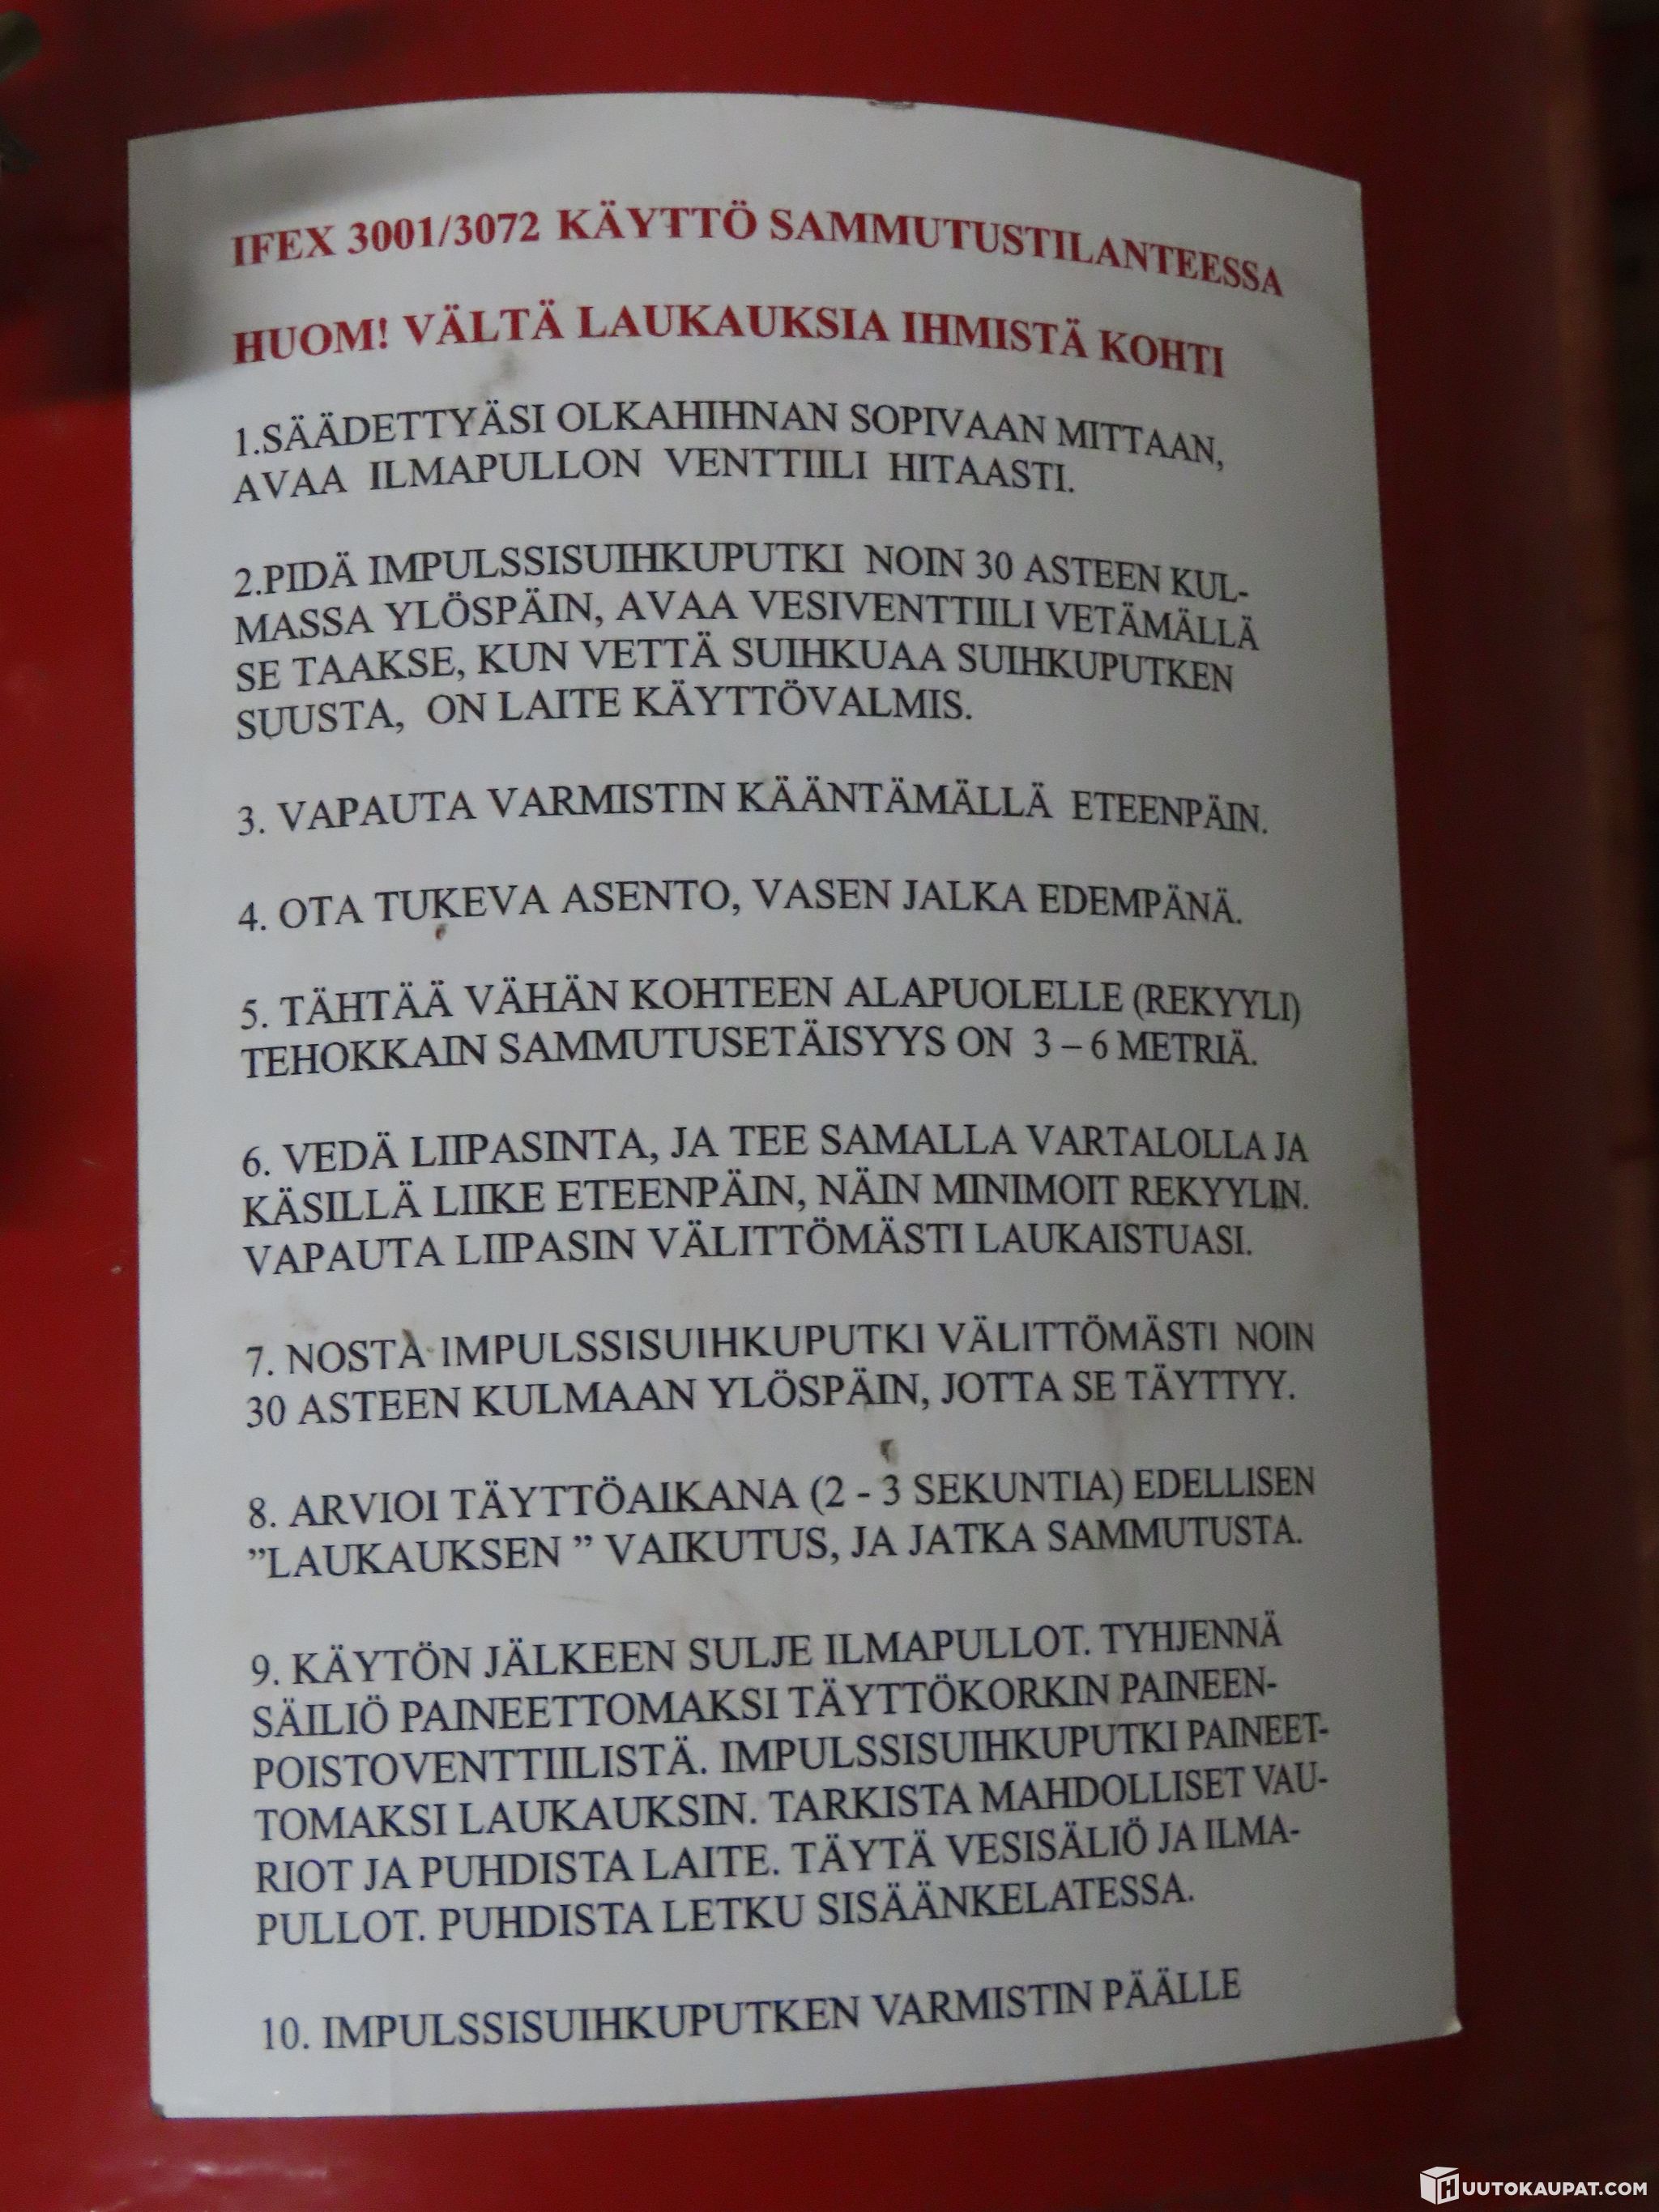 IFEX 3001/3072 KÄYTTÖ SAMMUTUSTILANTEESSA
HUOM! VÄLTÄ LAUKAUKSIA IHMISTÄ KOHTI
1.SÄÄDETTYÄSI OLKAHIHNAN SOPIVAAN MITTAAN,
AVAA ILMAPULLON VENTTIILI HITAASTI.
2.PIDÄ IMPULSSISUIHKUPUTKI NOIN 30 ASTEEN KUL-
MASSA YLÖSPÄIN, AVAA VESIVENTTIILI VETÄMÄLLÄ
SE TAAKSE, KUN VETTÄ SUIHKUAA SUIHKUPUTKEN
SUUSTA, ON LAITE KÄYTTÖVALMIS.
3. VAPAUTA VARMISTIN KÄÄNTÄMÄLLÄ ETEENPÄIN.
4. OTA TUKEVA ASENTO, VASEN JALKA EDEMPÄNÄ.
5. TÄHTÄÄ VÄHÄN KOHTEEN ALAPUOLELLE (REKYYLI)
TEHOKKAIN SAMMUTUSETÄISYYS ON 3 – 6 METRIÄ.
6. VEDÄ LIIPASINTA, JA TEE SAMALLA VARTALOLLA JA
KÄSILLÄ LIIKE ETEENPÄIN, NÄIN MINIMOIT REKYYLIN.
VAPAUTA LIIPASIN VÄLITTÖMÄSTI LAUKAISTUASI.
7. NOSTA IMPULSSISUIHKUPUTKI VÄLITTÖMÄSTI NOIN
30 ASTEEN KULMAAN YLÖSPÄIN, JOTTA SE TÄYTTYY.
8. ARVIOI TÄYTTÖAIKANA (2 - 3 SEKUNTIA) EDELLISEN
”LAUKAUKSEN ” VAIKUTUS, JA JATKA SAMMUTUSTA.
9. KÄYTÖN JÄLKEEN SULJE ILMAPULLOT. TYHJENNÄ
SÄILIÖ PAINEETTOMAKSI TÄYTTÖKORKIN PAINEEN-
POISTOVENTTIILISTÄ. IMPULSSISUIHKUPUTKI PAINEET-
TOMAKSI LAUKAUKSIN. TARKISTA MAHDOLLISET VAU-
RIOT JA PUHDISTA LAITE. TÄYTÄ VESISÄLIÖ JA ILMA-
PULLOT. PUHDISTA LETKU SISÄÄNKELATESSA.
10. IMPULSSISUIHKUPUTKEN VARMISTIN PÄÄLLE
HUUTOKAUPAT.COM